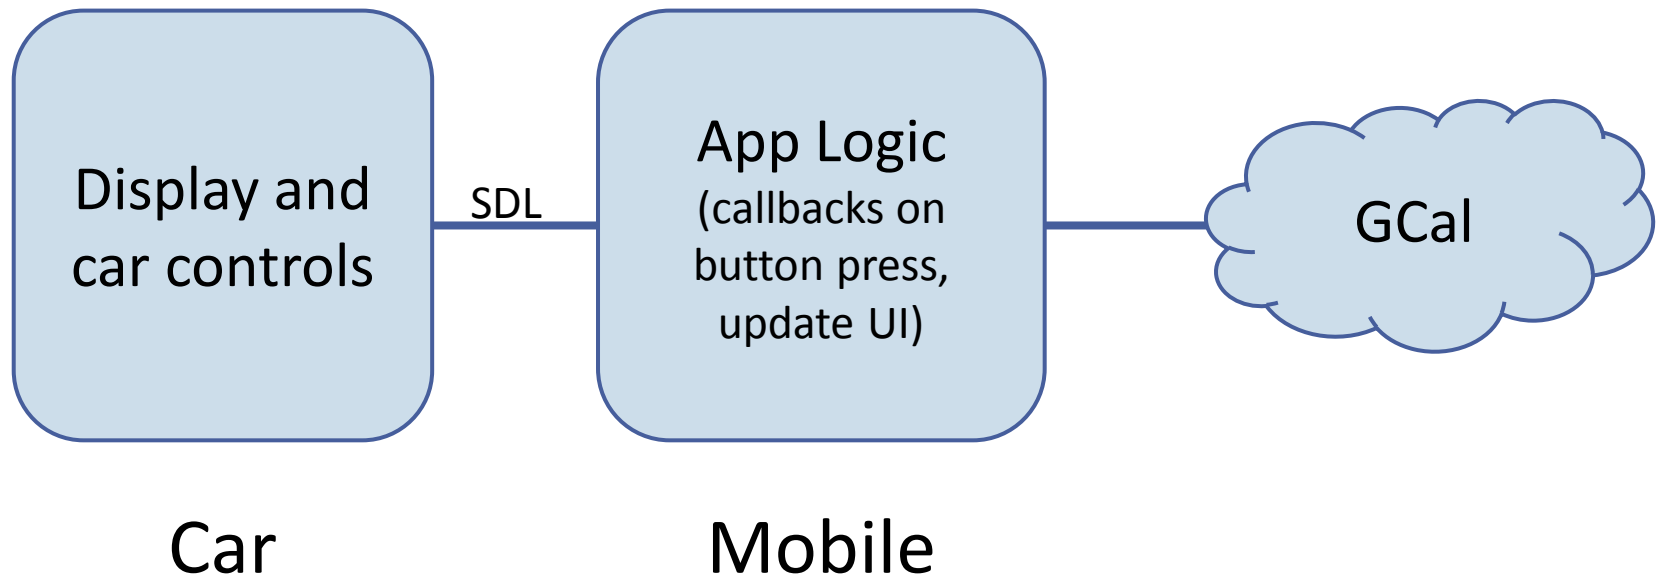 Display and
car controls
SDL
App Logic
(callbacks on
button press,
update UI)
GCal
Car
Mobile